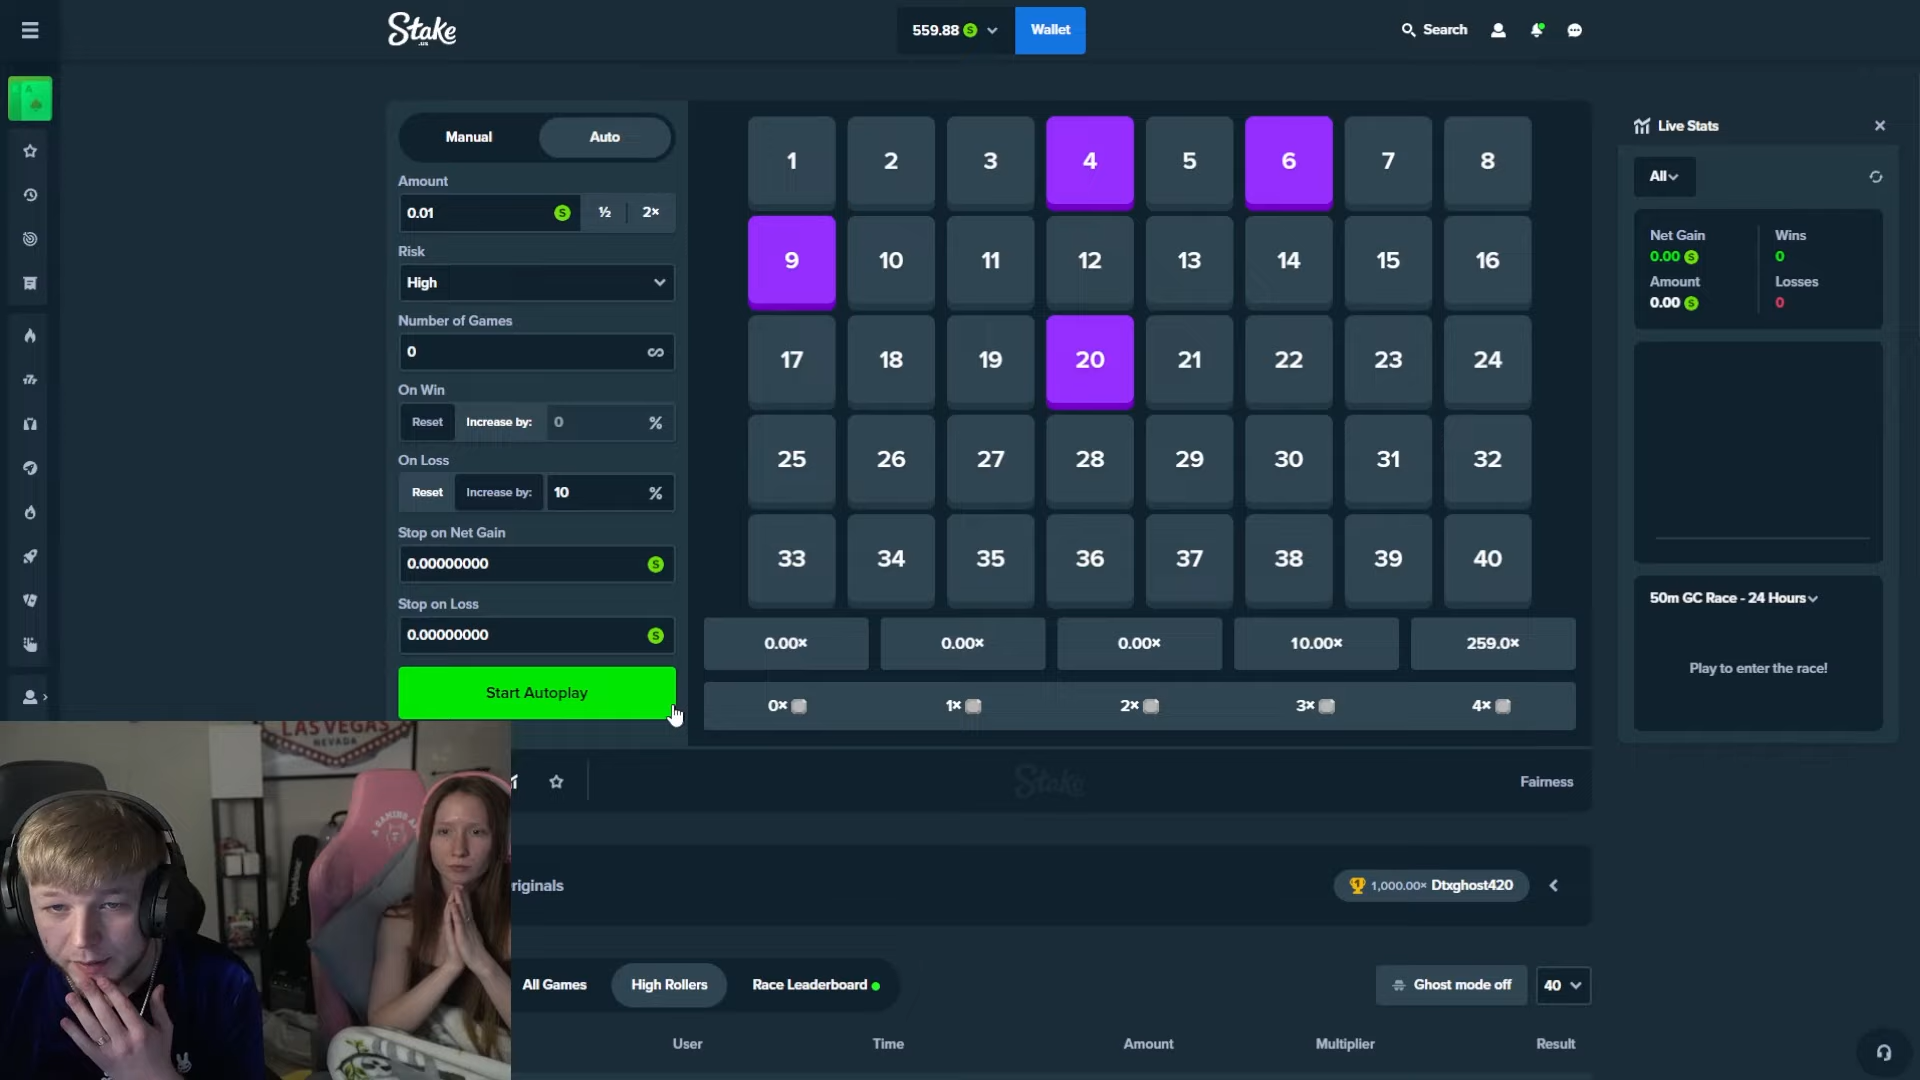 Stake
.us
559.88
Wallet
Search
Manual
Auto
Amount
0.01
½
2×
Risk
High
Number of Games
0
∞
On Win
Reset
Increase by:
0
%
On Loss
Reset
Increase by:
10
%
Stop on Net Gain
0.00000000
Stop on Loss
0.00000000
Start Autoplay
1 2 3 4 5 6 7 8
9 10 11 12 13 14 15 16
17 18 19 20 21 22 23 24
25 26 27 28 29 30 31 32
33 34 35 36 37 38 39 40
0.00× 0.00× 0.00× 10.00× 259.0×
0× 1× 2× 3× 4×
Live Stats
All
Net Gain
0.00
Wins
0
Amount
0.00
Losses
0
50m GC Race - 24 Hours
Play to enter the race!
Stake
Fairness
riginals
1,000.00× Dtxghost420
All Games
High Rollers
Race Leaderboard
Ghost mode off
40
User Time Amount Multiplier Result
LAS VEGAS
NEVADA